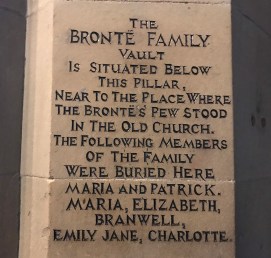 THE
BRONTË FAMILY
VAULT
IS SITUATED BELOW
THIS PILLAR,
NEAR TO THE PLACE WHERE
THE BRONTË'S PEW STOOD
IN THE OLD CHURCH.
THE FOLLOWING MEMBERS
OF THE FAMILY
WERE BURIED HERE
MARIA AND PATRICK.
MARIA, ELIZABETH,
BRANWELL,
EMILY JANE, CHARLOTTE.